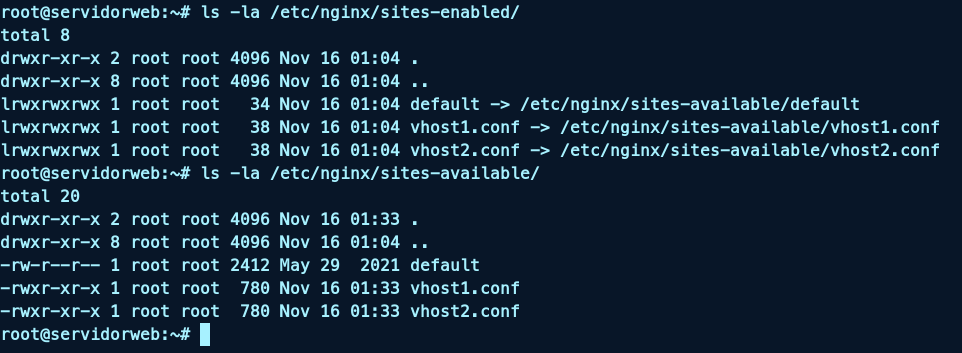 root@servidorweb:~# ls -la /etc/nginx/sites-enabled/
total 8
drwxr-xr-x 2 root root 4096 Nov 16 01:04 .
drwxr-xr-x 8 root root 4096 Nov 16 01:04 ..
lrwxrwxrwx 1 root root   34 Nov 16 01:04 default -> /etc/nginx/sites-available/default
lrwxrwxrwx 1 root root   38 Nov 16 01:04 vhost1.conf -> /etc/nginx/sites-available/vhost1.conf
lrwxrwxrwx 1 root root   38 Nov 16 01:04 vhost2.conf -> /etc/nginx/sites-available/vhost2.conf
root@servidorweb:~# ls -la /etc/nginx/sites-available/
total 20
drwxr-xr-x 2 root root 4096 Nov 16 01:33 .
drwxr-xr-x 8 root root 4096 Nov 16 01:04 ..
-rw-r--r-- 1 root root 2412 May 29  2021 default
-rwxr-xr-x 1 root root  780 Nov 16 01:33 vhost1.conf
-rwxr-xr-x 1 root root  780 Nov 16 01:33 vhost2.conf
root@servidorweb:~#